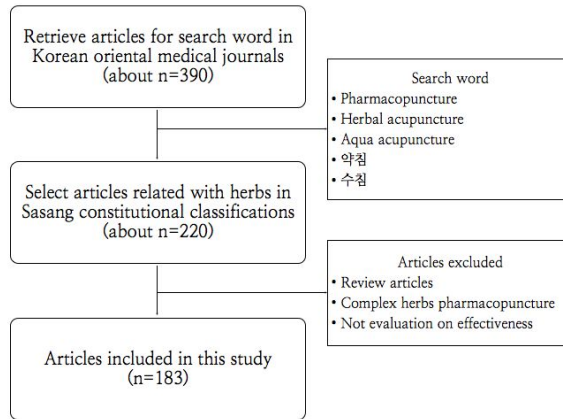 Retrieve articles for search word in
Korean oriental medical journals
(about n=390)
Search word
• Pharmacopuncture
• Herbal acupuncture
• Aqua acupuncture
• 약침
• 수침
Select articles related with herbs in
Sasang constitutional classifications
(about n=220)
Articles excluded
• Review articles
• Complex herbs pharmacopuncture
• Not evaluation on effectiveness
Articles included in this study
(n=183)